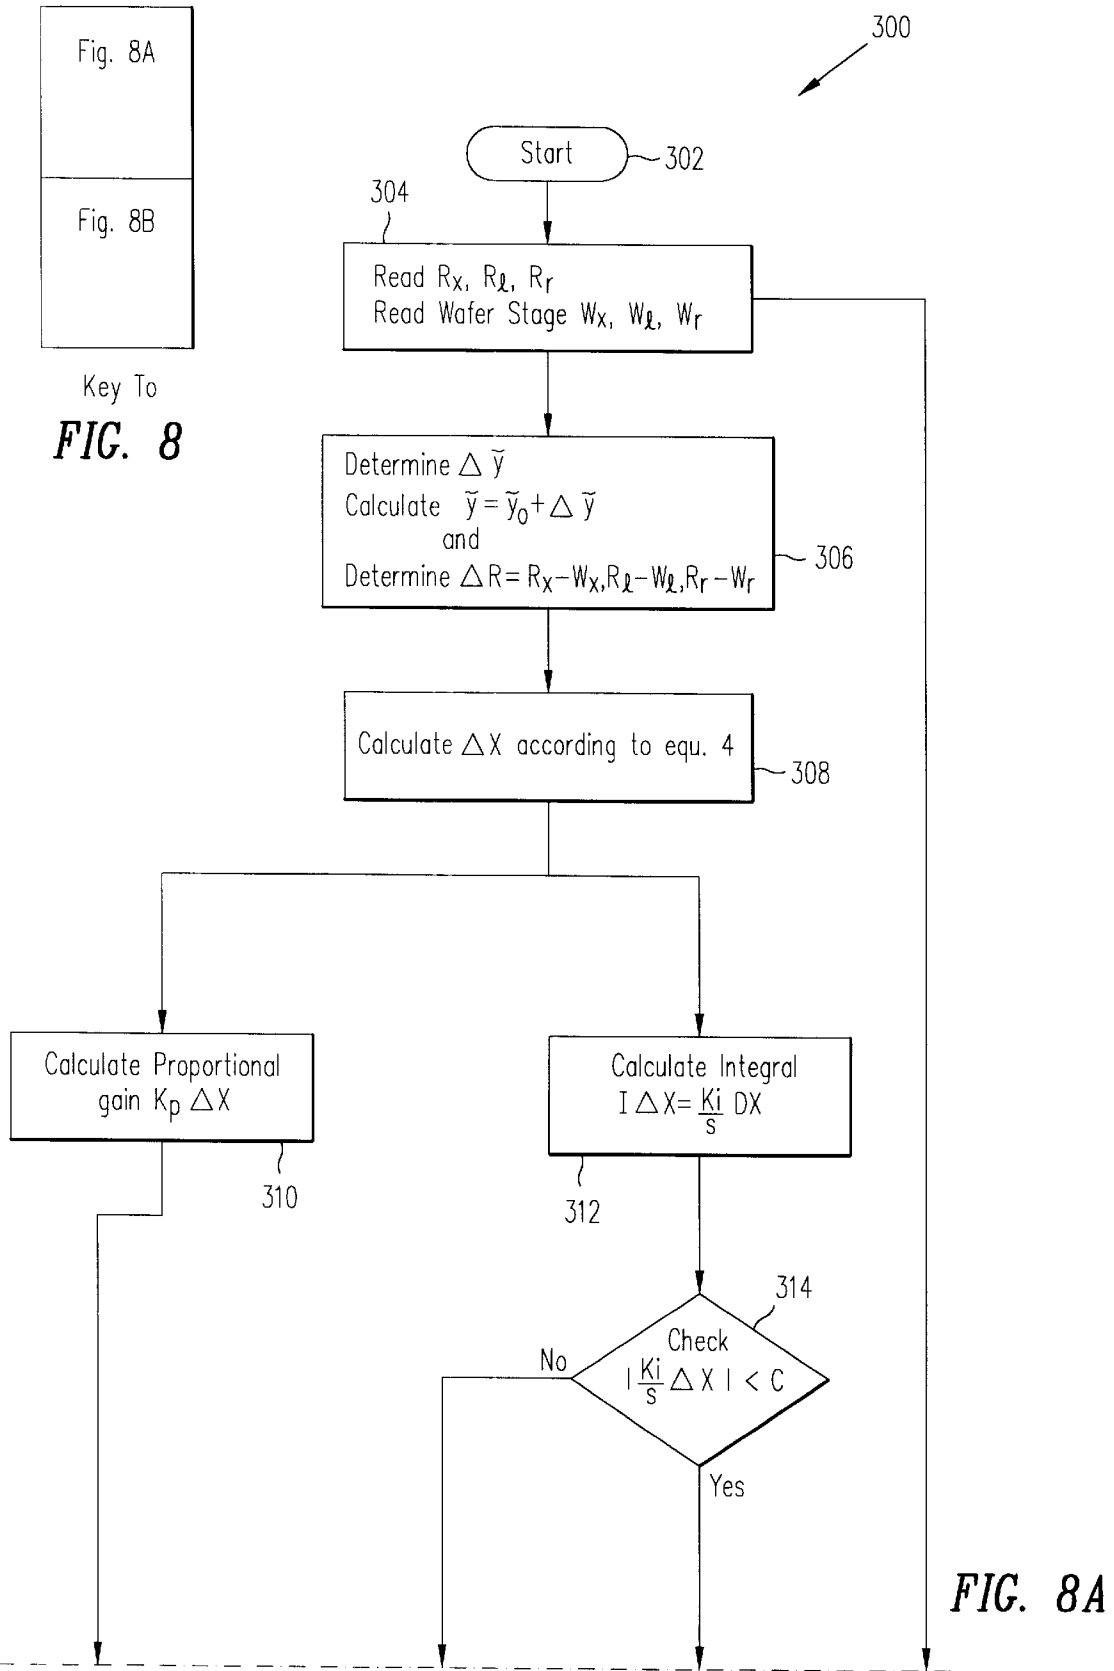 Fig. 8A
Fig. 8B
Key To
FIG. 8
300
Start
302
304
Read Rx, Rℓ, Rr
Read Wafer Stage Wx, Wℓ, Wr
Determine △ ỹ
Calculate ỹ = ỹ₀ + △ ỹ
and
Determine △R = Rx−Wx, Rℓ−Wℓ, Rr−Wr
306
Calculate △X according to equ. 4
308
Calculate Proportional
gain Kp △X
310
Calculate Integral
I △X = Ki/s DX
312
314
Check
| Ki/s △ X | < C
No
Yes
FIG. 8A